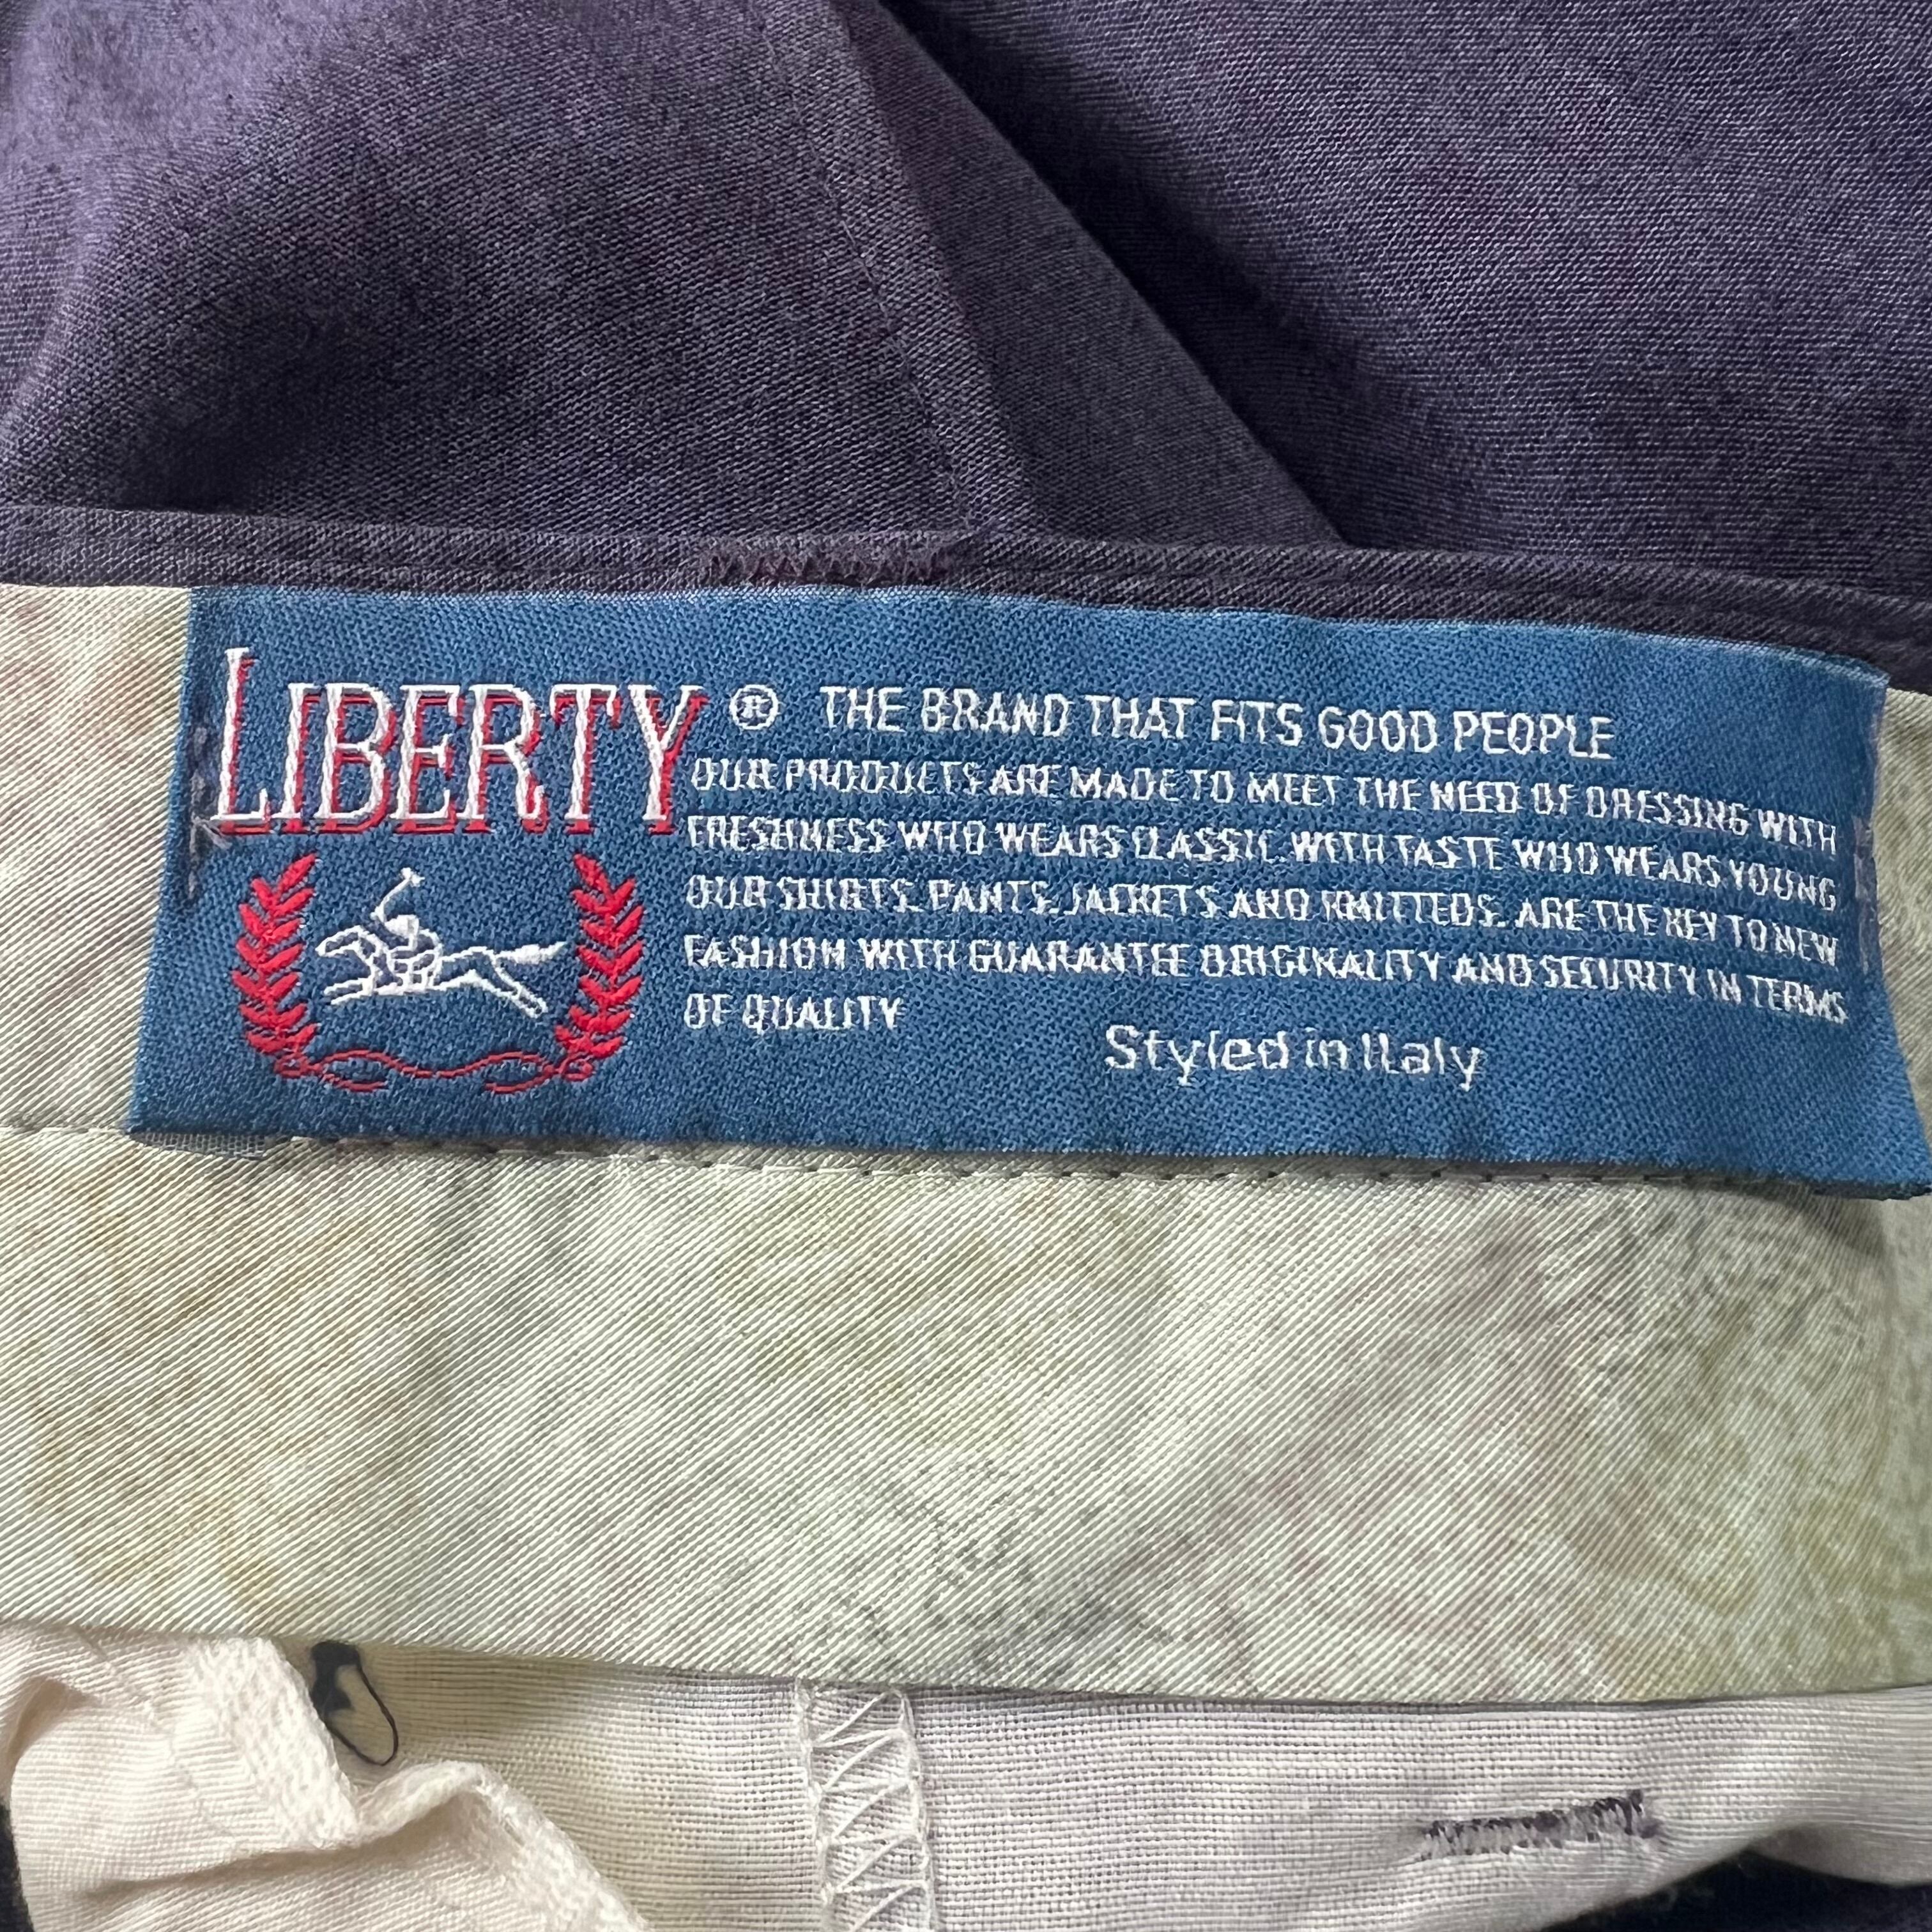 LIBERTY ® THE BRAND THAT FITS GOOD PEOPLE
OUR PRODUCTS ARE MADE TO MEET THE NEED OF DRESSING WITH
FRESHNESS WHO WEARS CLASSIC. WITH TASTE WHO WEARS YOUNG
OUR SHIRTS. PANTS. JACKETS AND KNITTEDS. ARE THE KEY TO NEW
FASHION WITH GUARANTEE ORIGINALITY AND SECURITY IN TERMS
OF QUALITY
Styled in Italy